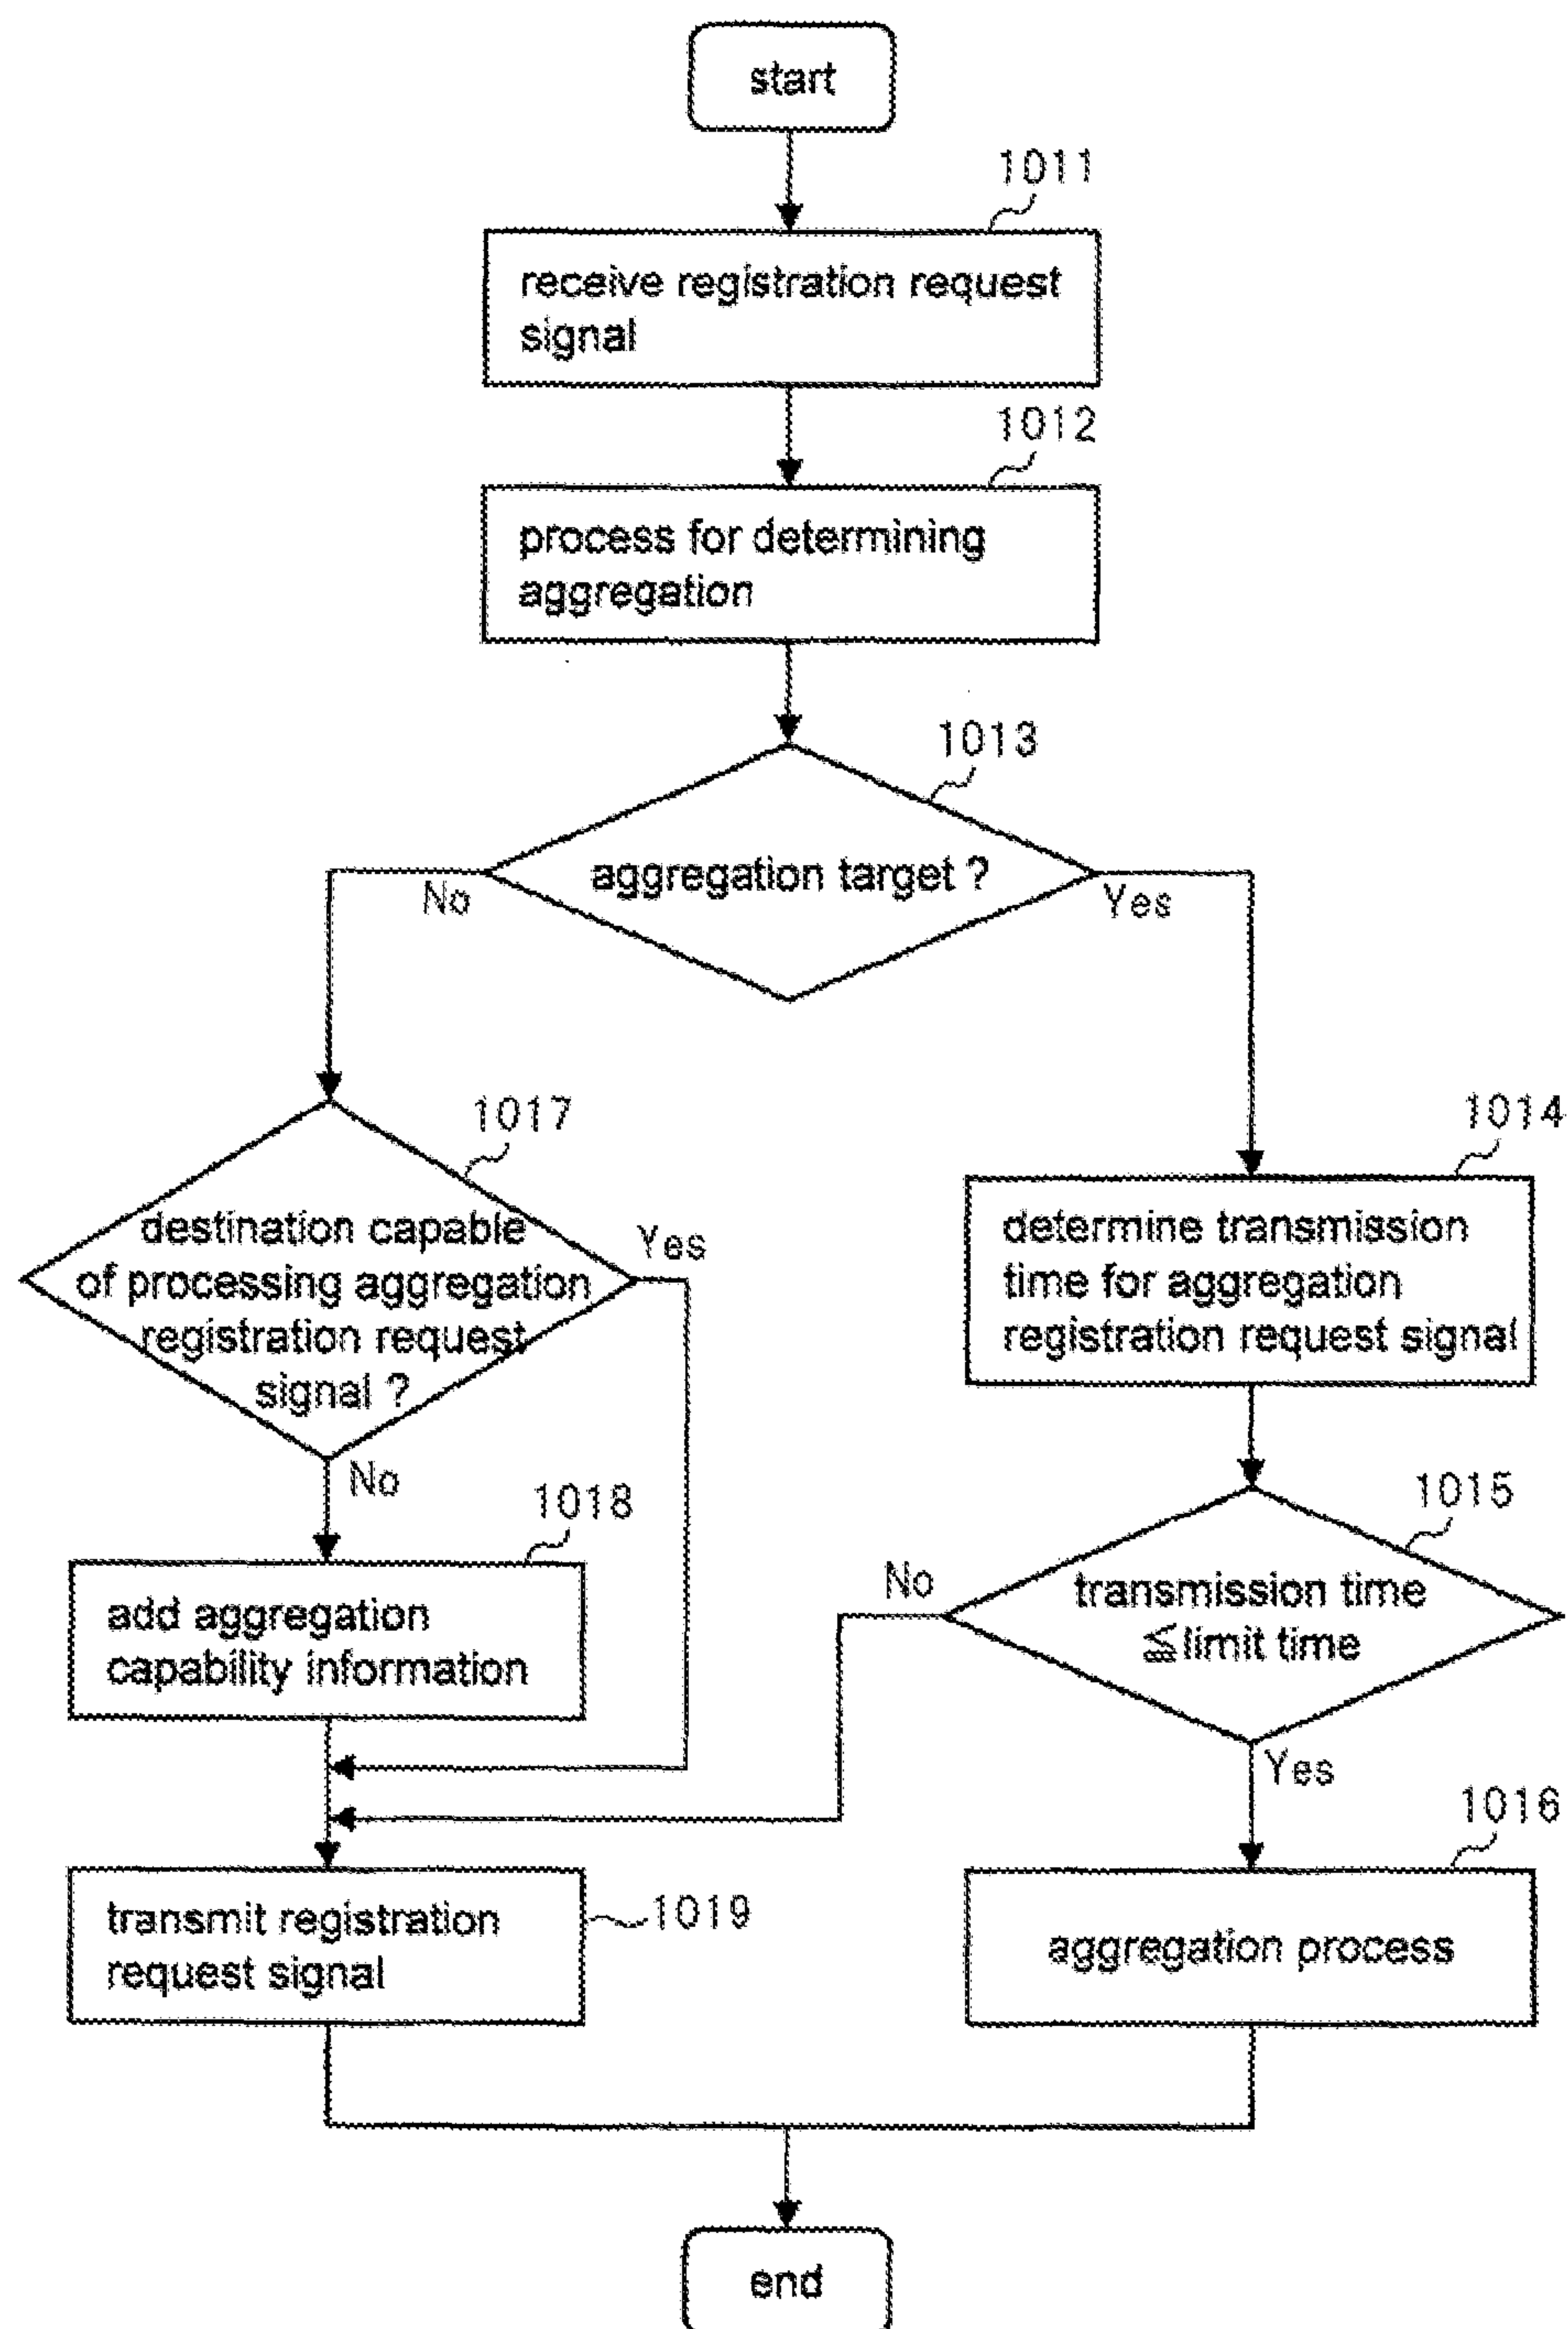 start
1011
receive registration request
signal
1012
process for determining
aggregation
1013
aggregation target ?
No
Yes
1017
destination capable
of processing aggregation
registration request
signal ?
Yes
No
1014
determine transmission
time for aggregation
registration request signal
1015
transmission time
≦limit time
No
Yes
1018
add aggregation
capability information
1016
aggregation process
1019
transmit registration
request signal
end